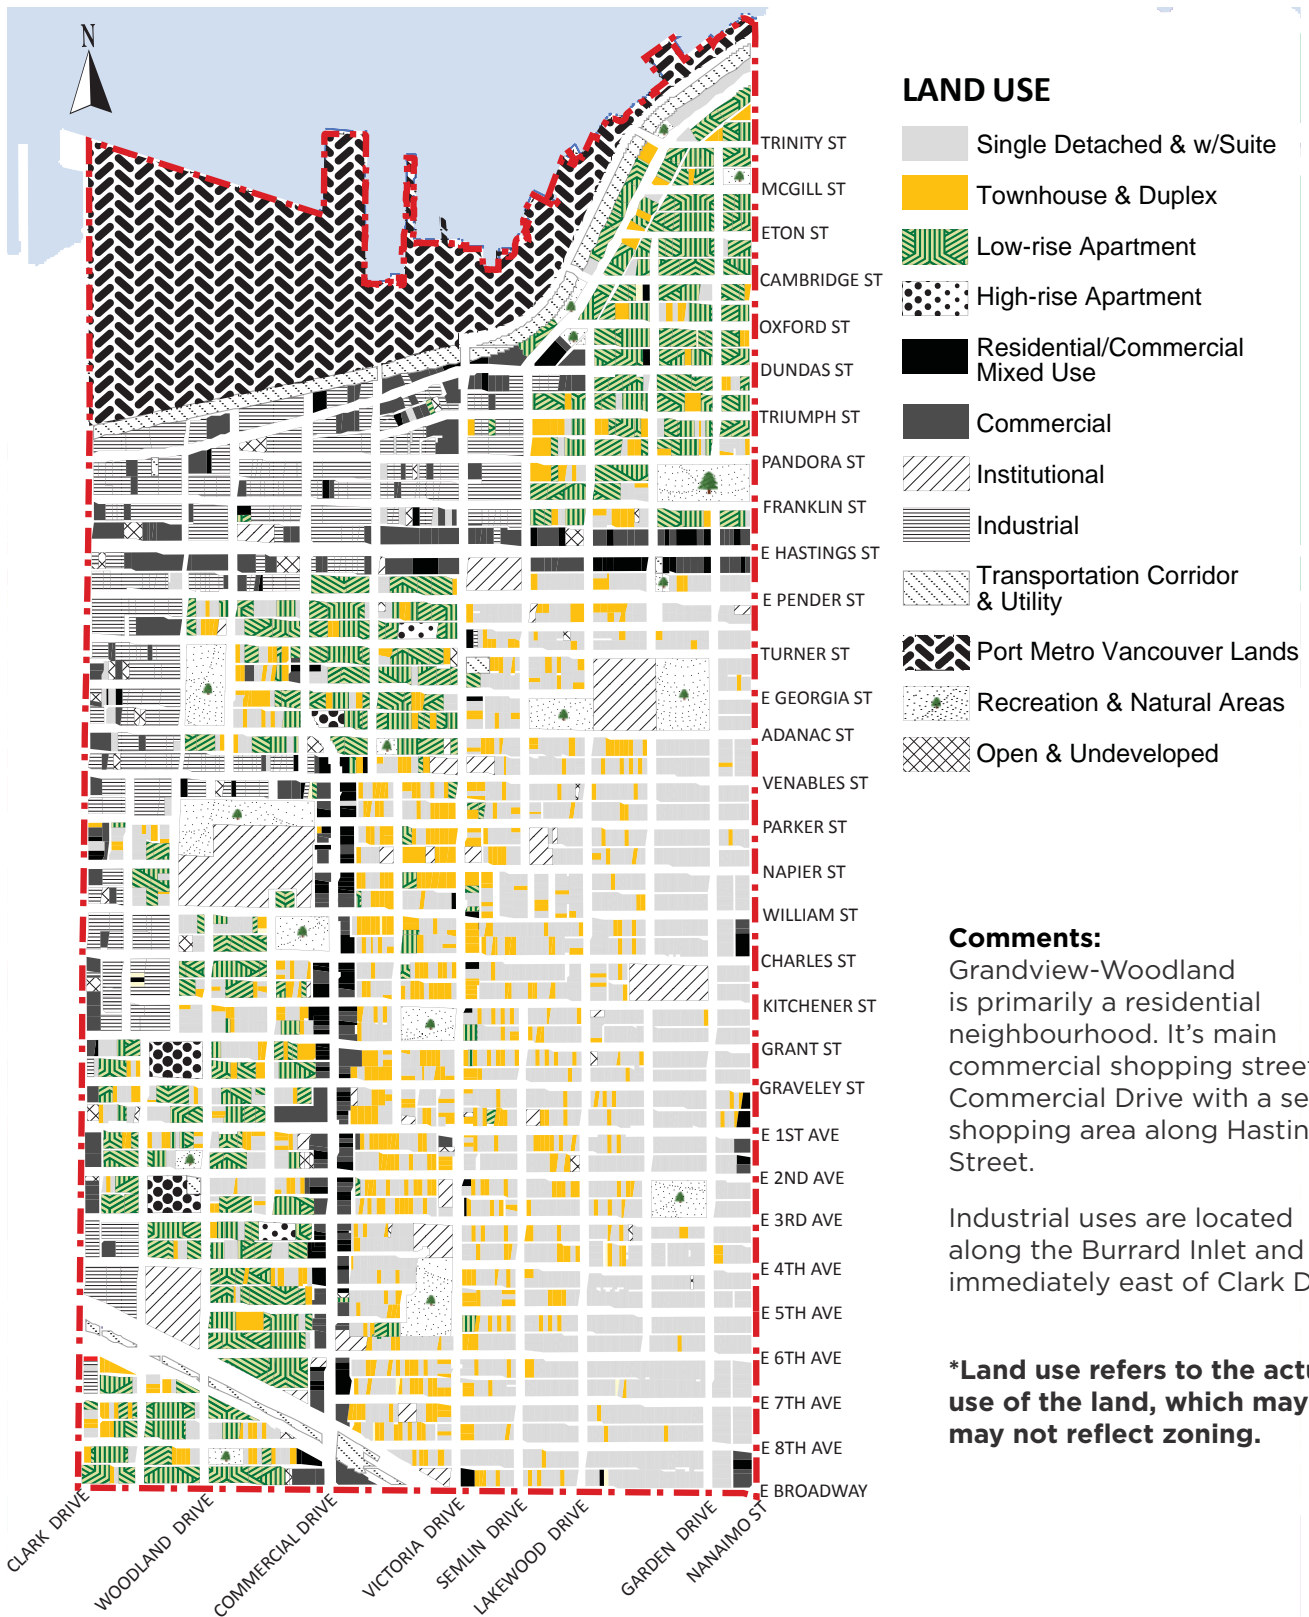 N
LAND USE
Single Detached & w/Suite
Townhouse & Duplex
Low-rise Apartment
High-rise Apartment
Residential/Commercial
Mixed Use
Commercial
Institutional
Industrial
Transportation Corridor
& Utility
Port Metro Vancouver Lands
Recreation & Natural Areas
Open & Undeveloped
TRINITY ST
MCGILL ST
ETON ST
CAMBRIDGE ST
OXFORD ST
DUNDAS ST
TRIUMPH ST
PANDORA ST
FRANKLIN ST
E HASTINGS ST
E PENDER ST
TURNER ST
E GEORGIA ST
ADANAC ST
VENABLES ST
PARKER ST
NAPIER ST
WILLIAM ST
CHARLES ST
KITCHENER ST
GRANT ST
GRAVELEY ST
E 1ST AVE
E 2ND AVE
E 3RD AVE
E 4TH AVE
E 5TH AVE
E 6TH AVE
E 7TH AVE
E 8TH AVE
E BROADWAY
Comments:
Grandview-Woodland
is primarily a residential
neighbourhood. It's main
commercial shopping street
Commercial Drive with a se
shopping area along Hastin
Street.
Industrial uses are located
along the Burrard Inlet and
immediately east of Clark D
*Land use refers to the actu
use of the land, which may
may not reflect zoning.
CLARK DRIVE
WOODLAND DRIVE
COMMERCIAL DRIVE
VICTORIA DRIVE
SEMLIN DRIVE
LAKEWOOD DRIVE
GARDEN DRIVE
NANAIMO ST